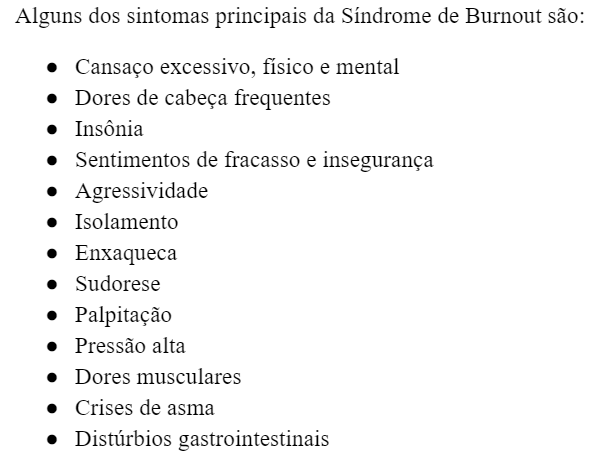 Alguns dos sintomas principais da Síndrome de Burnout são:
● Cansaço excessivo, físico e mental
● Dores de cabeça frequentes
● Insônia
● Sentimentos de fracasso e insegurança
● Agressividade
● Isolamento
● Enxaqueca
● Sudorese
● Palpitação
● Pressão alta
● Dores musculares
● Crises de asma
● Distúrbios gastrointestinais